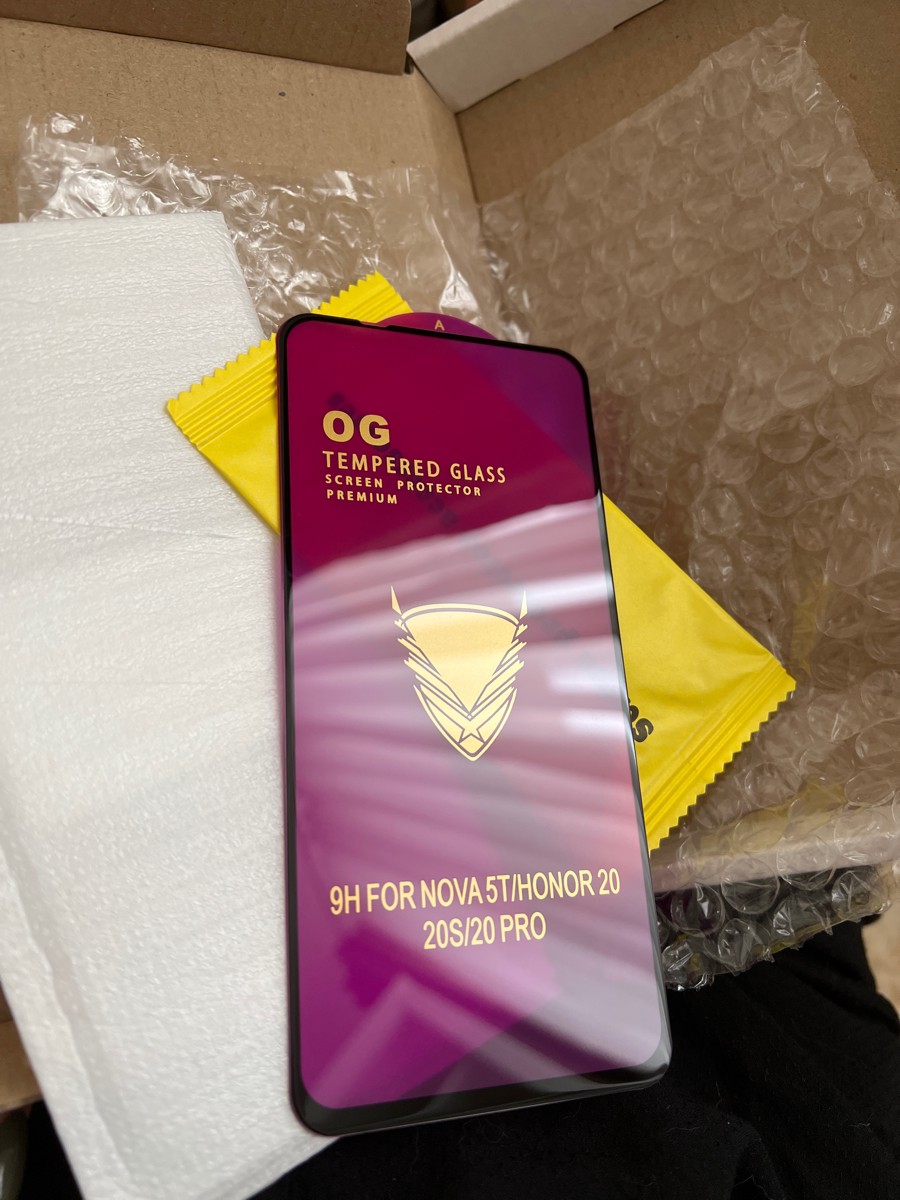 A
OG
TEMPERED GLASS
SCREEN PROTECTOR
PREMIUM
9H FOR NOVA 5T/HONOR 20
20S/20 PRO